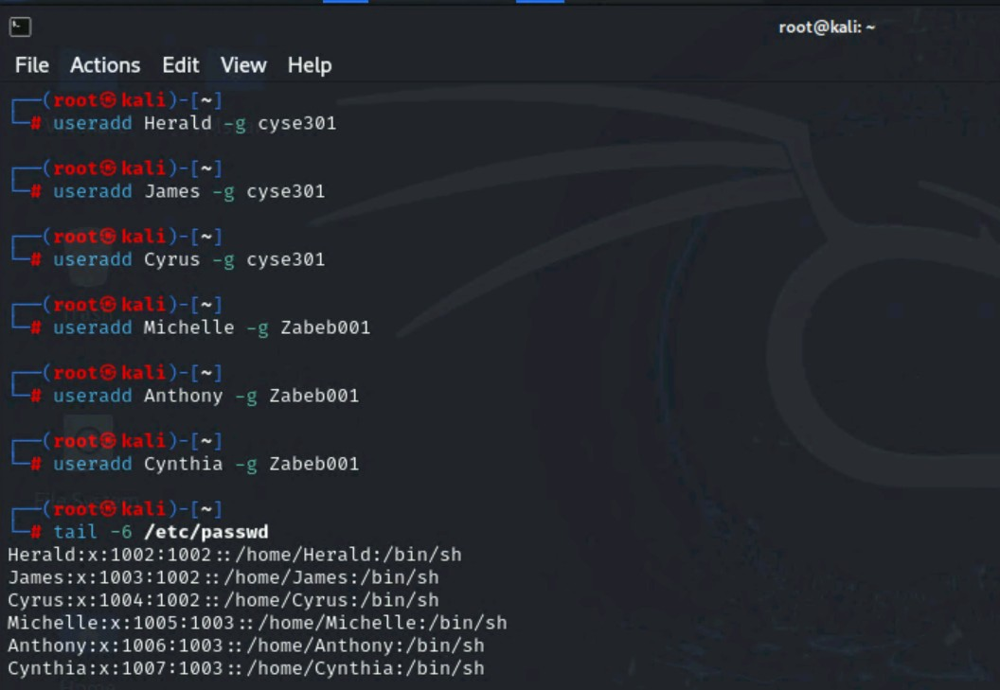 root@kali: ~
File Actions Edit View Help
┌──(root㉿kali)-[~]
└─# useradd Herald -g cyse301
┌──(root㉿kali)-[~]
└─# useradd James -g cyse301
┌──(root㉿kali)-[~]
└─# useradd Cyrus -g cyse301
┌──(root㉿kali)-[~]
└─# useradd Michelle -g Zabeb001
┌──(root㉿kali)-[~]
└─# useradd Anthony -g Zabeb001
┌──(root㉿kali)-[~]
└─# useradd Cynthia -g Zabeb001
┌──(root㉿kali)-[~]
└─# tail -6 /etc/passwd
Herald:x:1002:1002::/home/Herald:/bin/sh
James:x:1003:1002::/home/James:/bin/sh
Cyrus:x:1004:1002::/home/Cyrus:/bin/sh
Michelle:x:1005:1003::/home/Michelle:/bin/sh
Anthony:x:1006:1003::/home/Anthony:/bin/sh
Cynthia:x:1007:1003::/home/Cynthia:/bin/sh